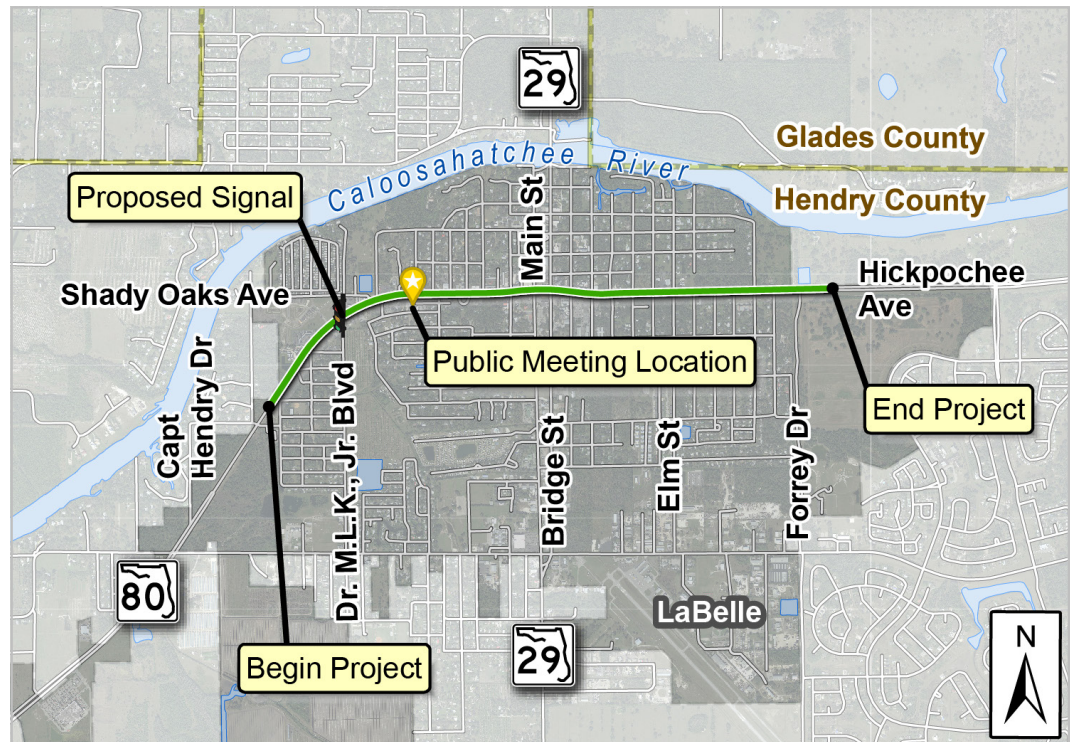 29
Glades County
Caloosahatchee River
Hendry County
Proposed Signal
Main St
Shady Oaks Ave
Hickpochee
Ave
Public Meeting Location
Capt
Hendry Dr
Dr. M.L.K., Jr. Blvd
Bridge St
Elm St
Forrey Dr
End Project
80
LaBelle
29
Begin Project
N